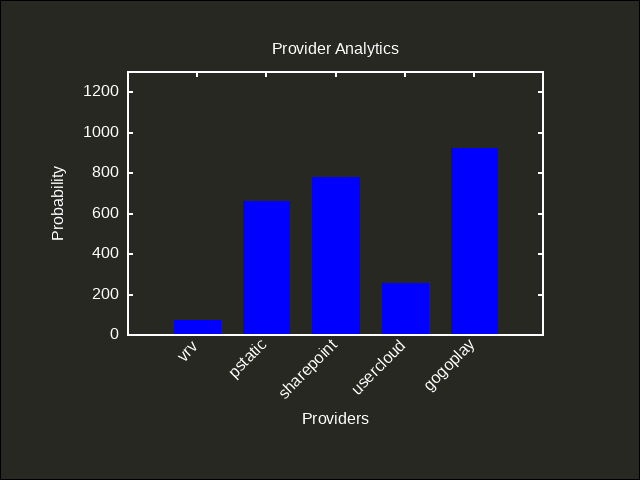 Provider Analytics
1200
1000
800
600
400
200
0
Probability
vrv
pstatic
sharepoint
usercloud
gogoplay
Providers